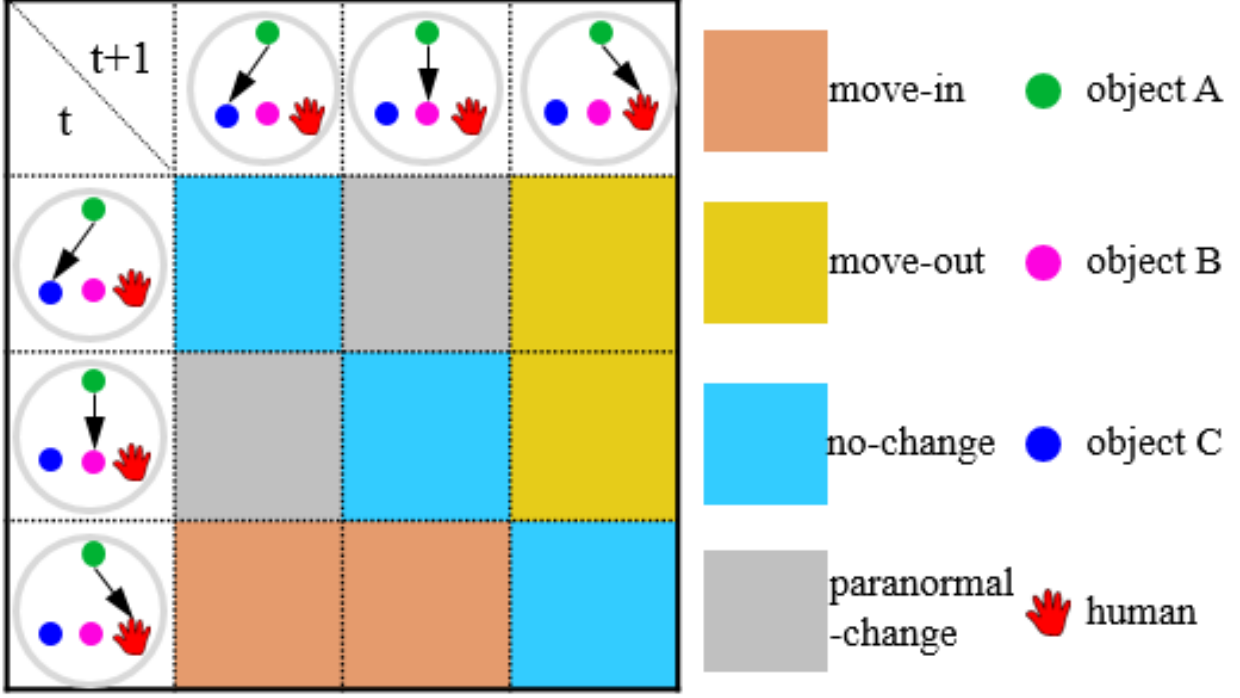 t+1
t
move-in
object A
move-out
object B
no-change
object C
paranormal
-change
human